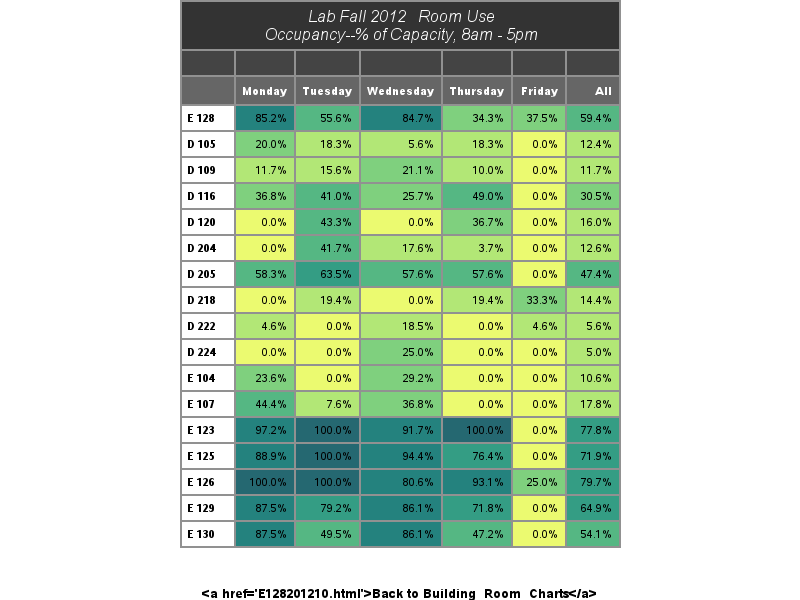 Lab Fall 2012 Room Use
Occupancy--% of Capacity, 8am - 5pm
Monday Tuesday Wednesday Thursday Friday All
E 128 85.2% 55.6% 84.7% 34.3% 37.5% 59.4%
D 105 20.0% 18.3% 5.6% 18.3% 0.0% 12.4%
D 109 11.7% 15.6% 21.1% 10.0% 0.0% 11.7%
D 116 36.8% 41.0% 25.7% 49.0% 0.0% 30.5%
D 120 0.0% 43.3% 0.0% 36.7% 0.0% 16.0%
D 204 0.0% 41.7% 17.6% 3.7% 0.0% 12.6%
D 205 58.3% 63.5% 57.6% 57.6% 0.0% 47.4%
D 218 0.0% 19.4% 0.0% 19.4% 33.3% 14.4%
D 222 4.6% 0.0% 18.5% 0.0% 4.6% 5.6%
D 224 0.0% 0.0% 25.0% 0.0% 0.0% 5.0%
E 104 23.6% 0.0% 29.2% 0.0% 0.0% 10.6%
E 107 44.4% 7.6% 36.8% 0.0% 0.0% 17.8%
E 123 97.2% 100.0% 91.7% 100.0% 0.0% 77.8%
E 125 88.9% 100.0% 94.4% 76.4% 0.0% 71.9%
E 126 100.0% 100.0% 80.6% 93.1% 25.0% 79.7%
E 129 87.5% 79.2% 86.1% 71.8% 0.0% 64.9%
E 130 87.5% 49.5% 86.1% 47.2% 0.0% 54.1%
<a href='E128201210.html'>Back to Building_Room_Charts</a>